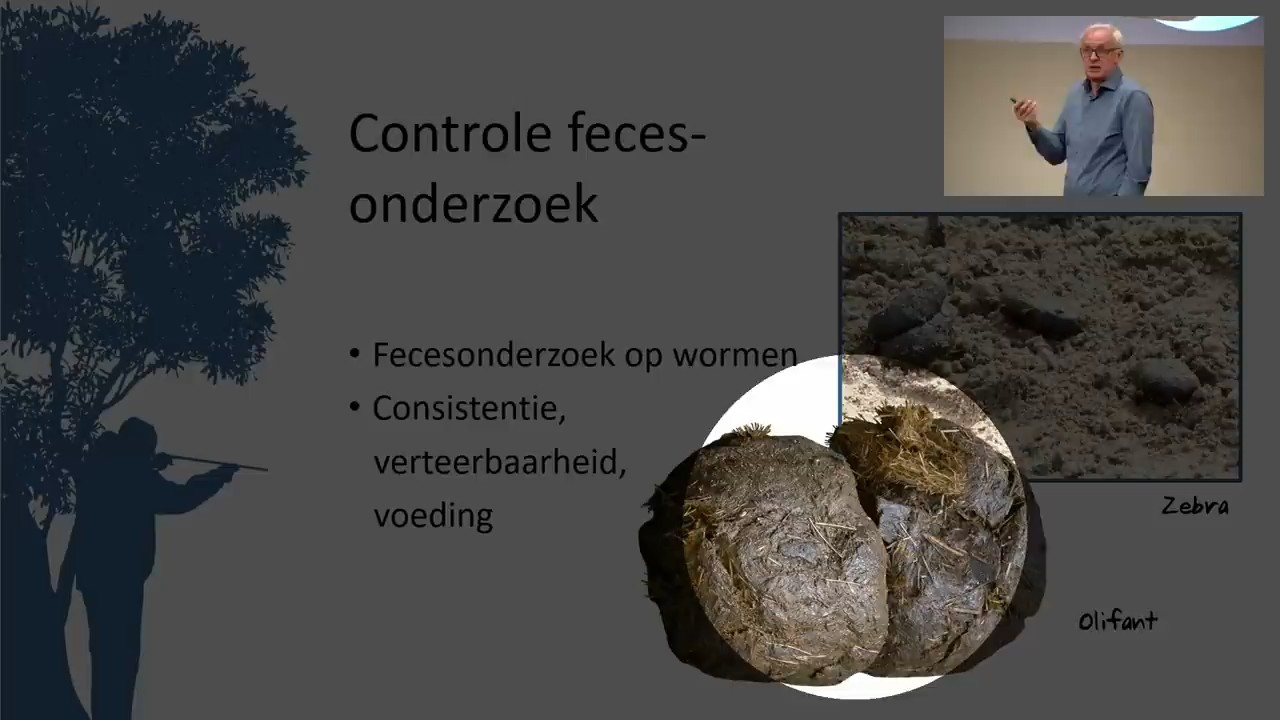 Controle feces-
onderzoek
• Fecesonderzoek op wormen
• Consistentie,
verteerbaarheid,
voeding
Zebra
Olifant